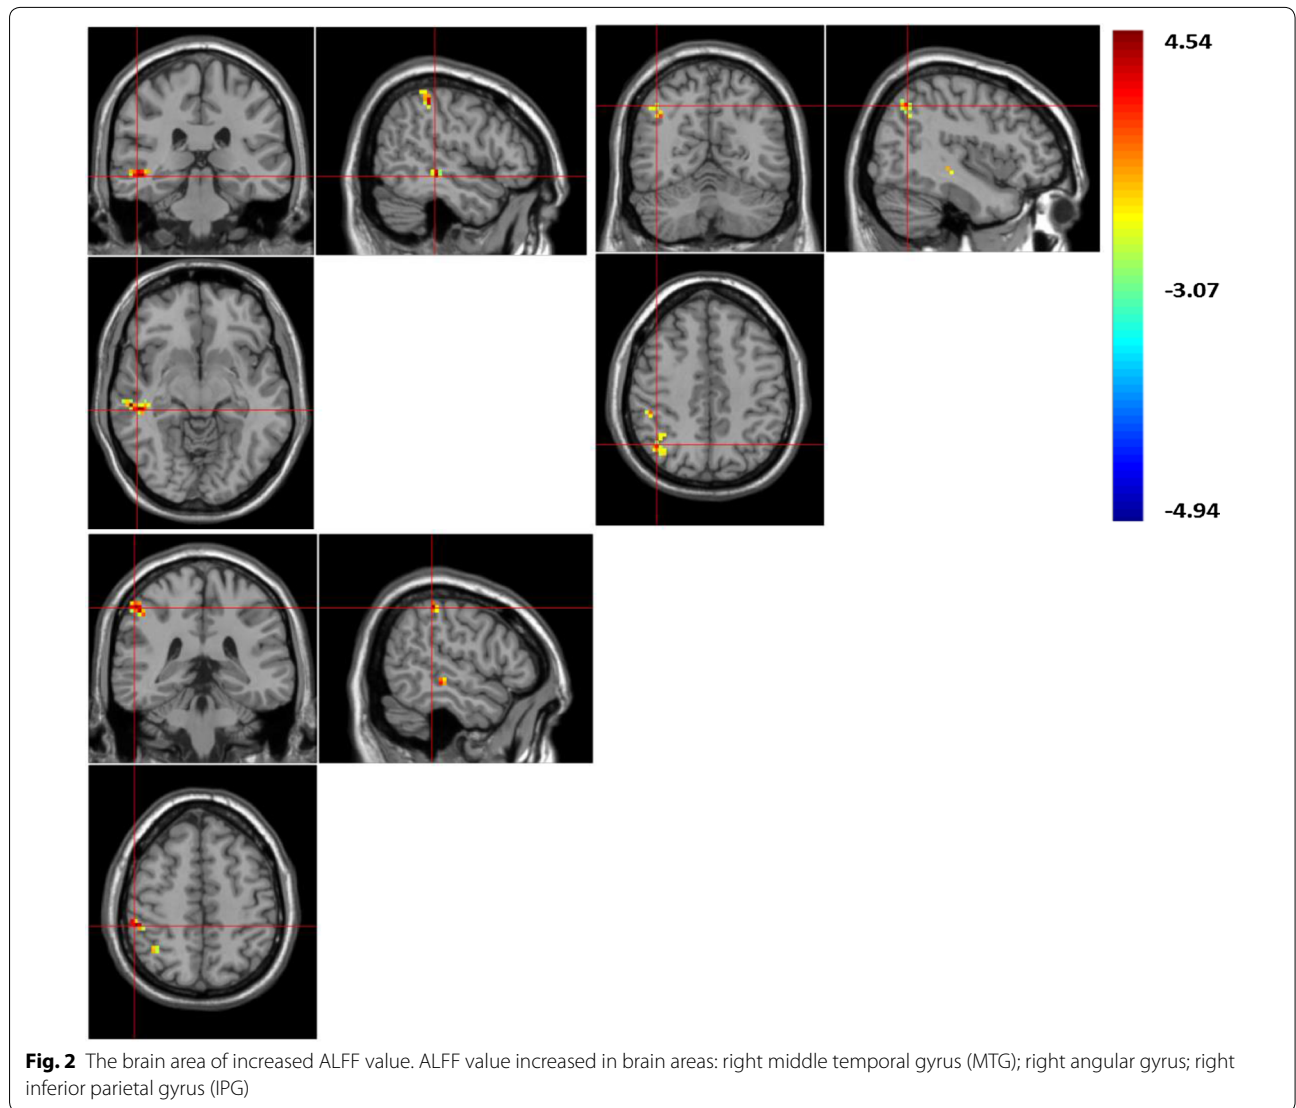 4.54
-3.07
-4.94
Fig. 2 The brain area of increased ALFF value. ALFF value increased in brain areas: right middle temporal gyrus (MTG); right angular gyrus; right
inferior parietal gyrus (IPG)